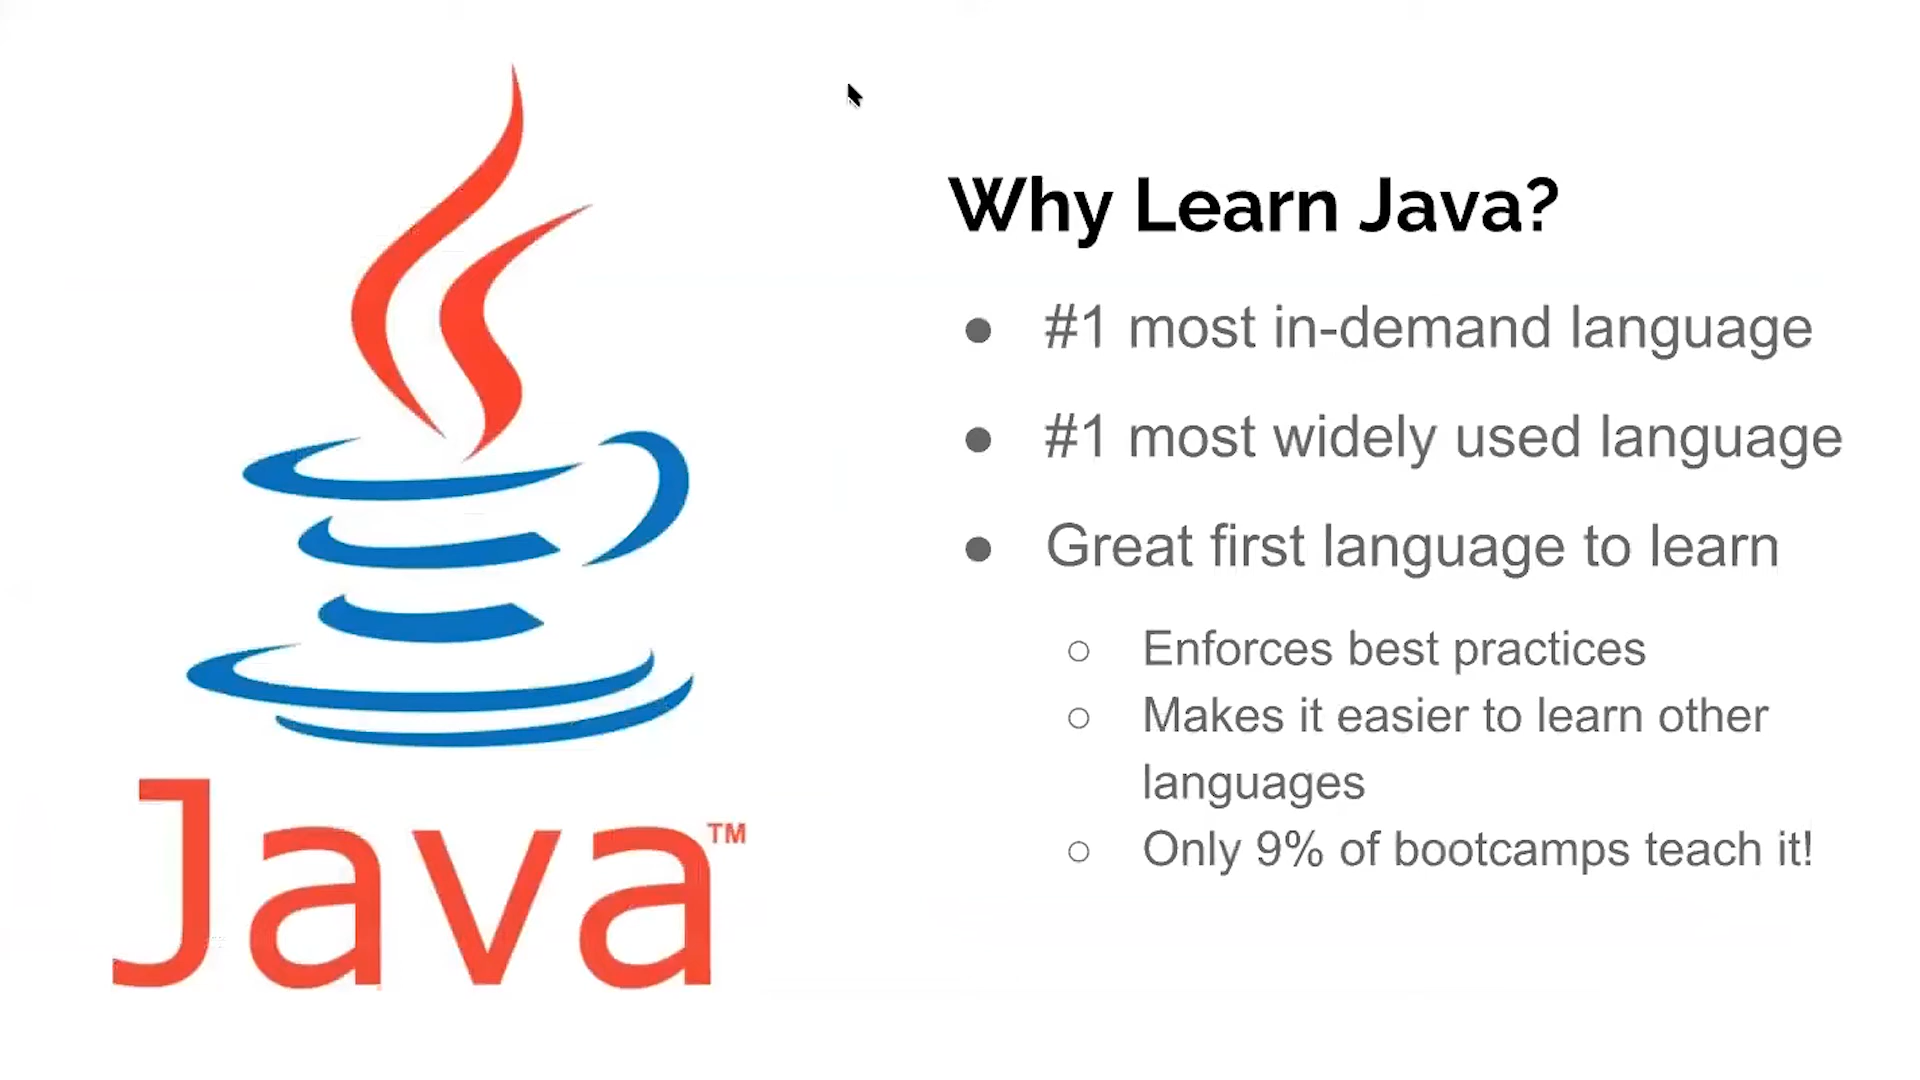 Java™
Why Learn Java?
● #1 most in-demand language
● #1 most widely used language
● Great first language to learn
○ Enforces best practices
○ Makes it easier to learn other
languages
○ Only 9% of bootcamps teach it!